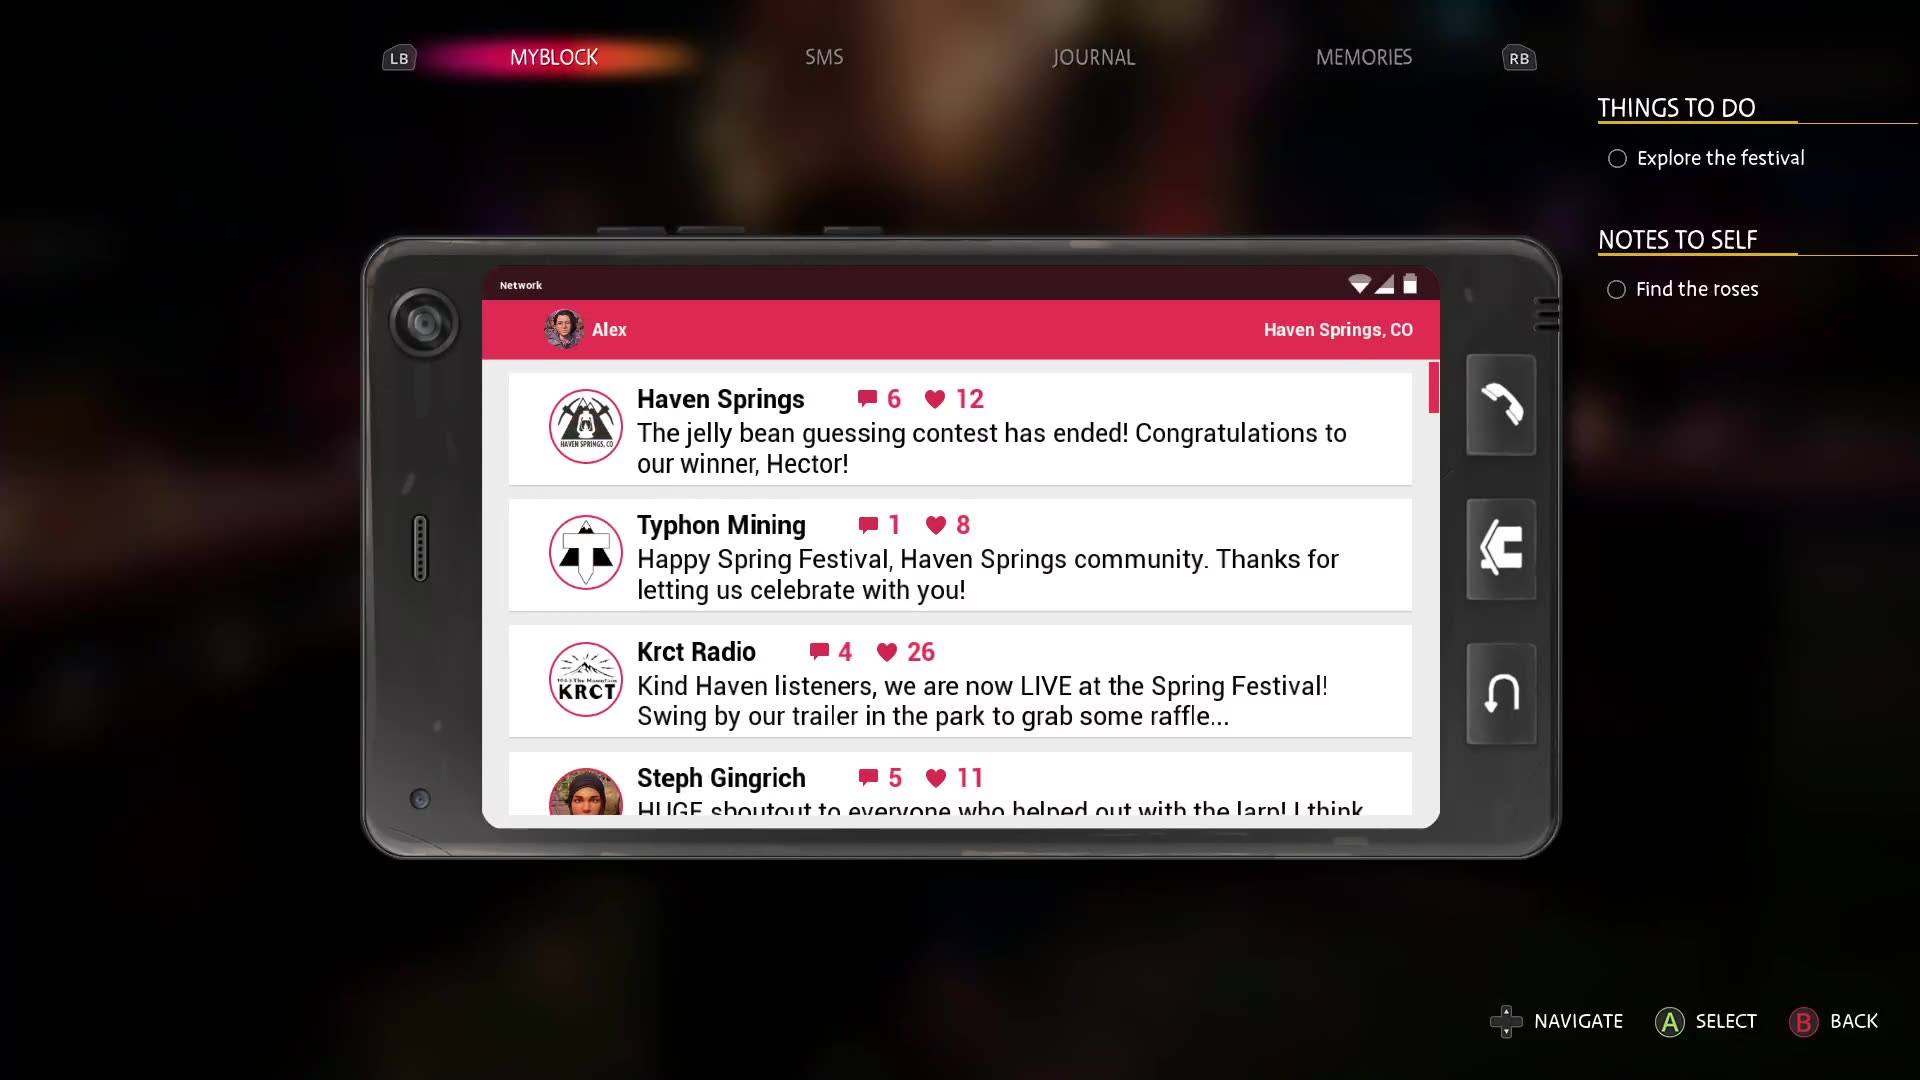 LB
MYBLOCK
SMS
JOURNAL
MEMORIES
RB
THINGS TO DO
Explore the festival
NOTES TO SELF
Find the roses
Network
Alex
Haven Springs, CO
Haven Springs 6 12
HAVEN SPRINGS, CO
The jelly bean guessing contest has ended! Congratulations to
our winner, Hector!
Typhon Mining 1 8
Happy Spring Festival, Haven Springs community. Thanks for
letting us celebrate with you!
Krct Radio 4 26
KRCT
Kind Haven listeners, we are now LIVE at the Spring Festival!
Swing by our trailer in the park to grab some raffle...
Steph Gingrich 5 11
HUGE shoutout to everyone who helped out with the larp! I think
NAVIGATE
A SELECT
B BACK